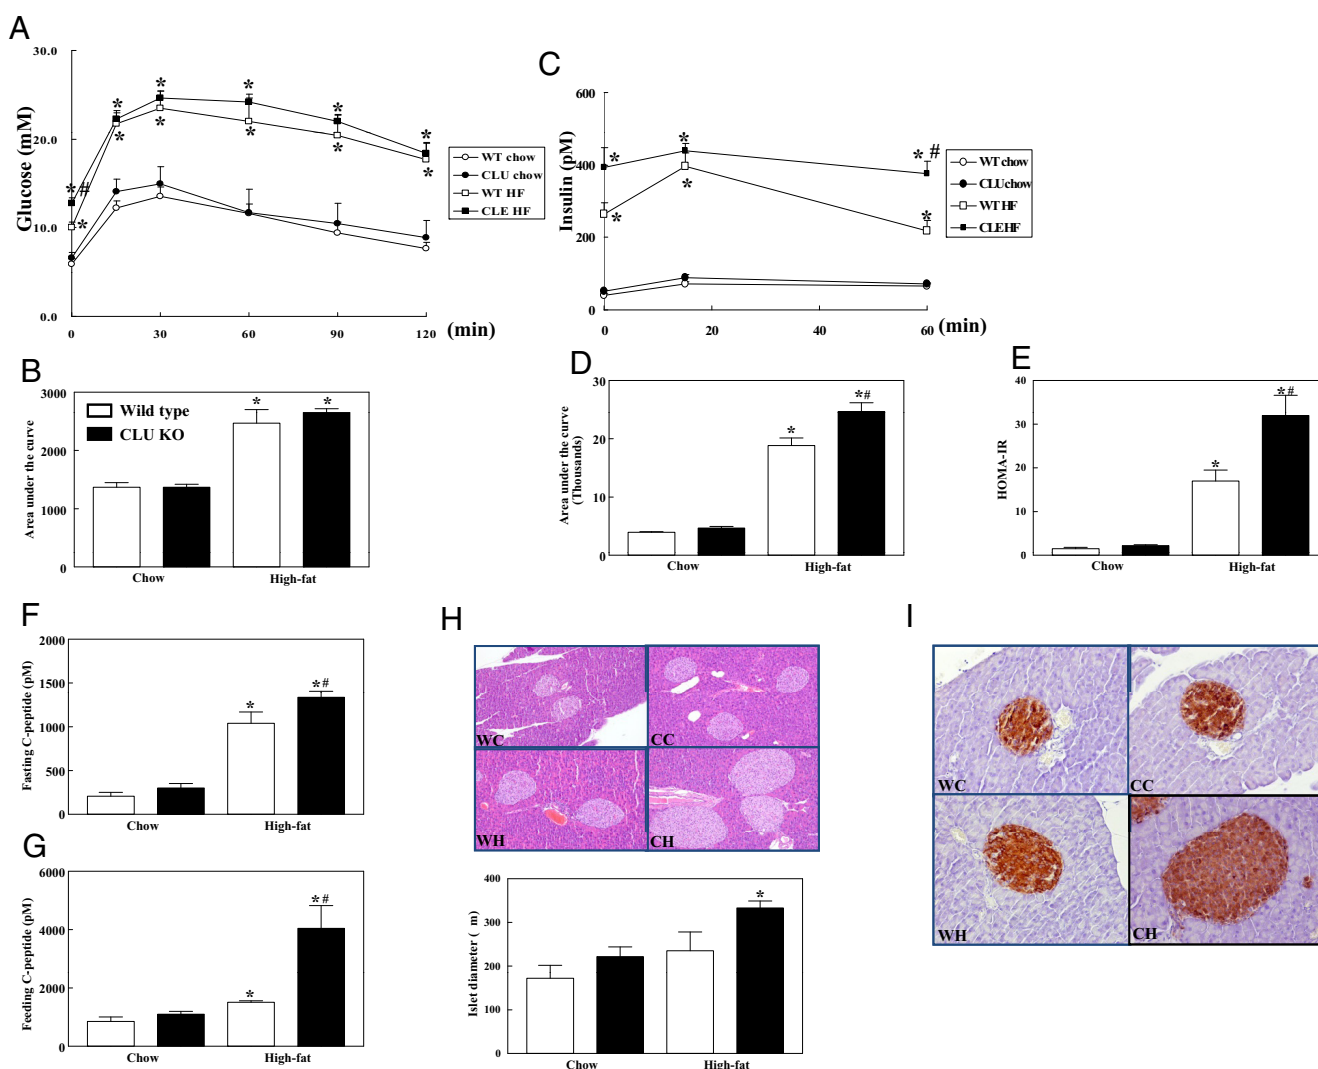 A
30.0
20.0
10.0
0.0
Glucose (mM)
* * * * *
* * * * *
*#
*
0 30 60 90 120 (min)
WT chow
CLU chow
WT HF
CLE HF
C
600
400
200
0
Insulin (pM)
* * *#
* * *
0 20 40 60 (min)
WT chow
CLU chow
WT HF
CLE HF
B
3000
2000
1000
0
Area under the curve
Wild type
CLU KO
* *
Chow High-fat
D
30
20
10
0
Area under the curve
(Thousands)
* *#
Chow High-fat
E
40
30
20
10
0
HOMA-IR
* *#
Chow High-fat
F
2000
1500
1000
500
0
Fasting C-peptide (pM)
* *#
Chow High-fat
G
6000
4000
2000
0
Feeding C-peptide (pM)
* *#
Chow High-fat
H
WC CC
WH CH
400
300
200
100
0
Islet diameter ( m)
*
Chow High-fat
I
WC CC
WH CH